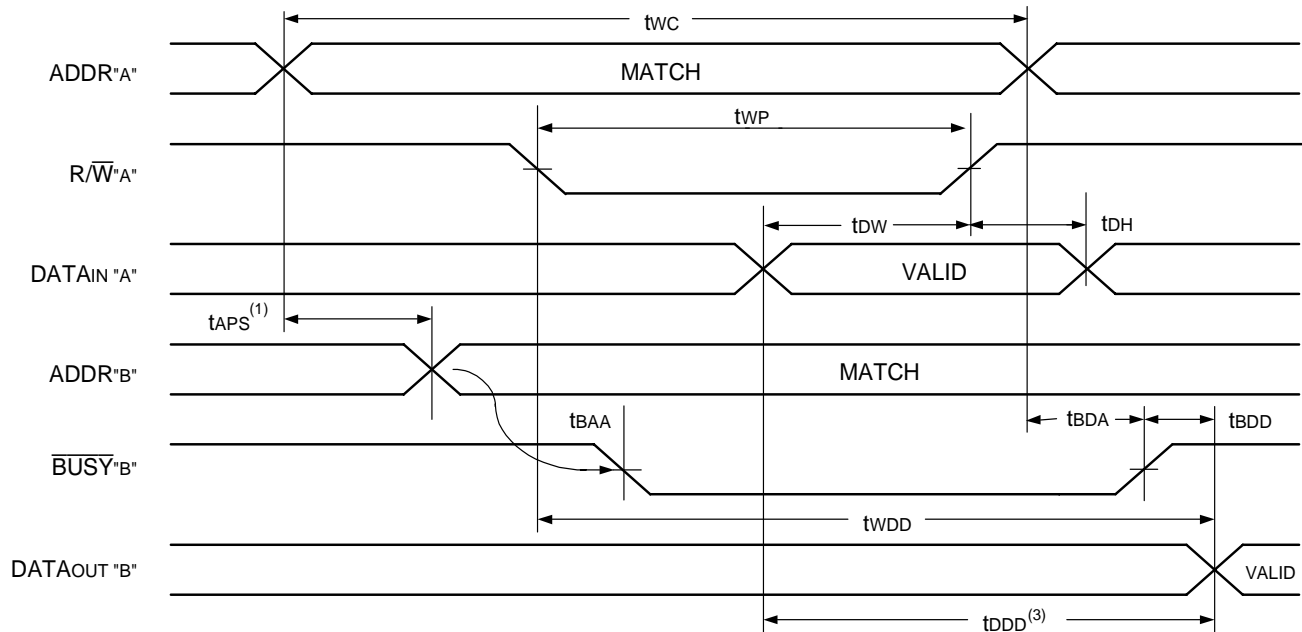 tWC
ADDR"A"
MATCH
tWP
R/W̅"A"
tDW
tDH
DATAIN "A"
VALID
tAPS(1)
ADDR"B"
MATCH
tBAA
tBDA
tBDD
B̅U̅S̅Y̅"B"
tWDD
DATAOUT "B"
VALID
tDDD(3)